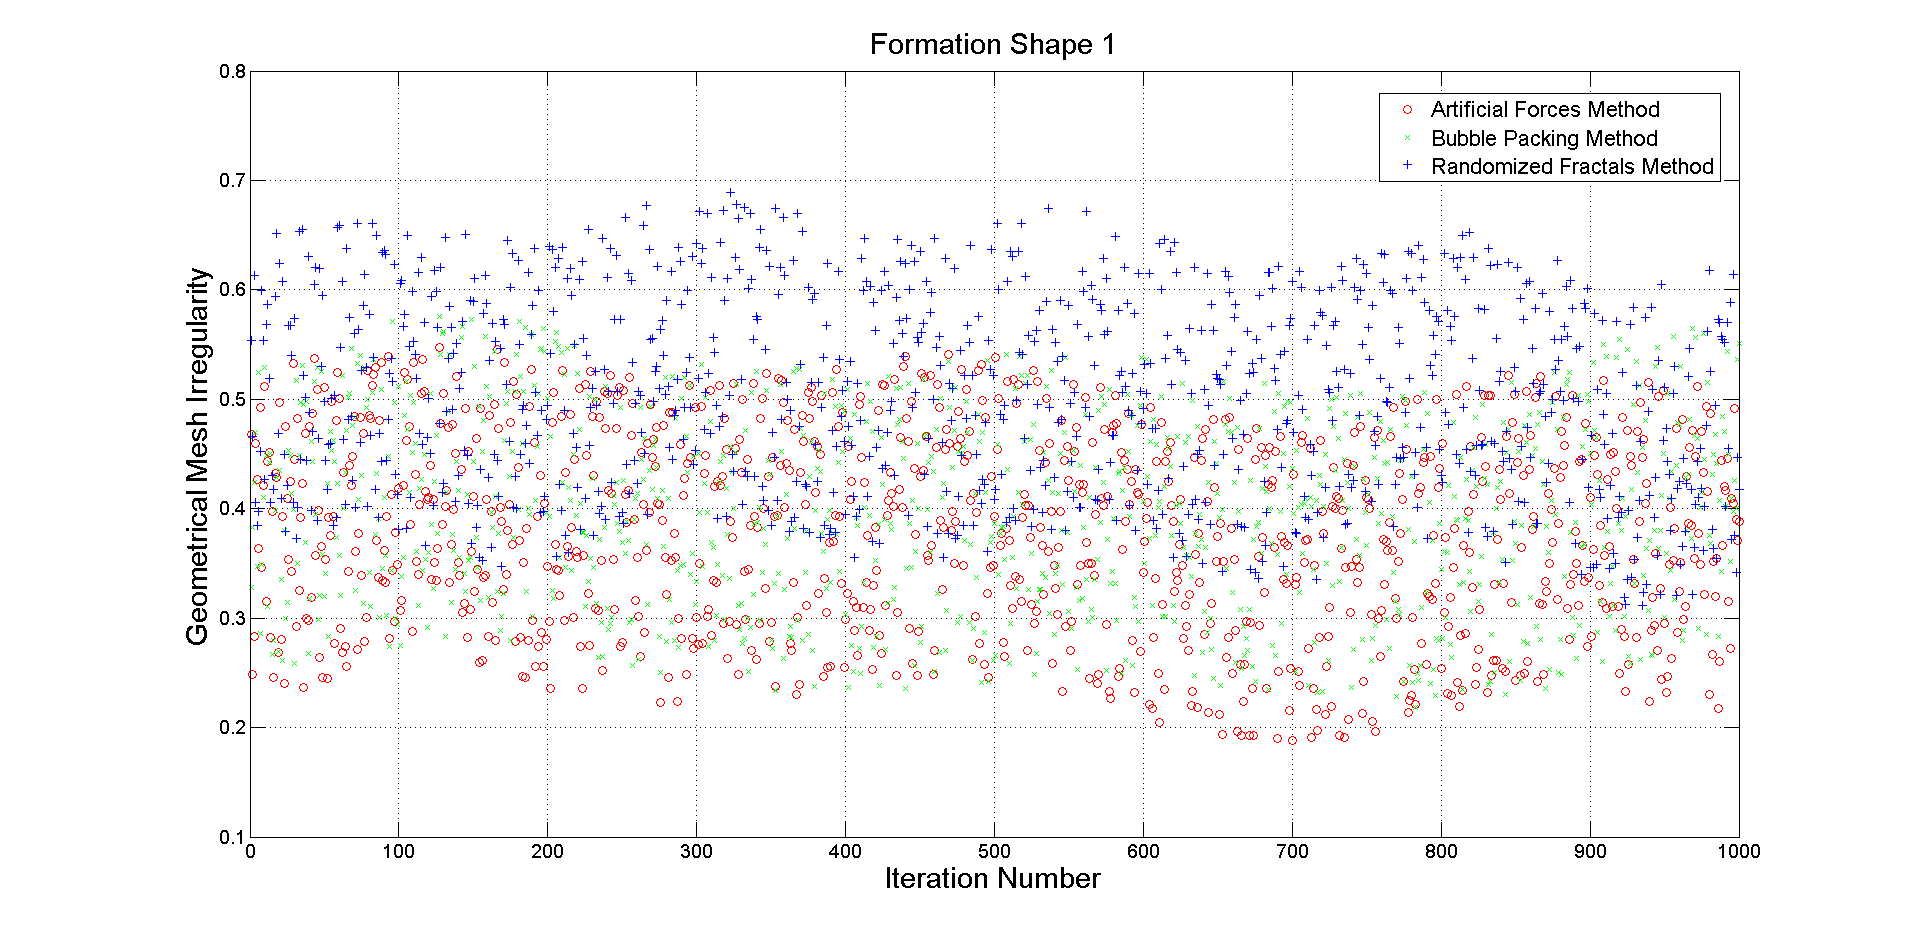 Formation Shape 1
0.8
0.7
0.6
0.5
0.4
0.3
0.2
0.1
Geometrical Mesh Irregularity
Artificial Forces Method
Bubble Packing Method
Randomized Fractals Method
0 100 200 300 400 500 600 700 800 900 1000
Iteration Number